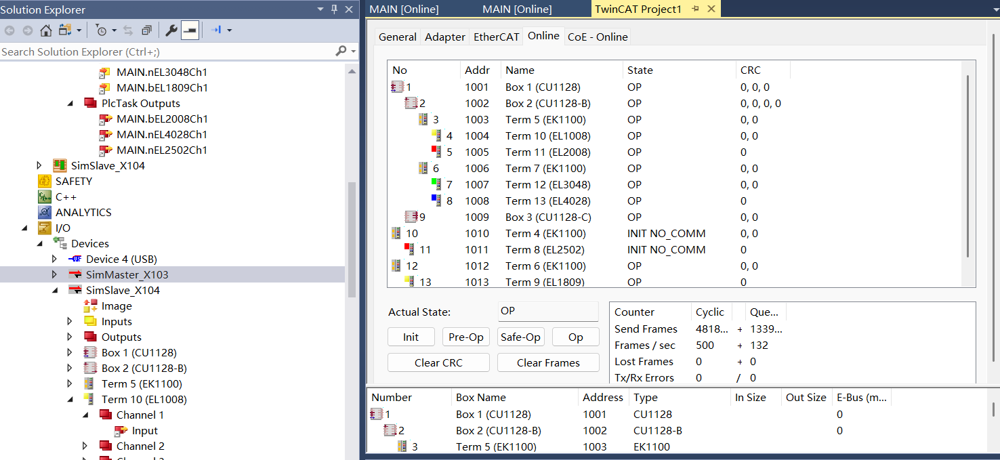 Solution Explorer
Search Solution Explorer (Ctrl+;)
MAIN.nEL3048Ch1
MAIN.bEL1809Ch1
PlcTask Outputs
MAIN.bEL2008Ch1
MAIN.nEL4028Ch1
MAIN.nEL2502Ch1
SimSlave_X104
SAFETY
C++
ANALYTICS
I/O
Devices
Device 4 (USB)
SimMaster_X103
SimSlave_X104
Image
Inputs
Outputs
Box 1 (CU1128)
Box 2 (CU1128-B)
Term 5 (EK1100)
Term 10 (EL1008)
Channel 1
Input
Channel 2
MAIN [Online] MAIN [Online] TwinCAT Project1
General Adapter EtherCAT Online CoE - Online
No Addr Name State CRC
1 1001 Box 1 (CU1128) OP 0, 0, 0
2 1002 Box 2 (CU1128-B) OP 0, 0, 0, 0
3 1003 Term 5 (EK1100) OP 0, 0
4 1004 Term 10 (EL1008) OP 0, 0
5 1005 Term 11 (EL2008) OP 0
6 1006 Term 7 (EK1100) OP 0, 0
7 1007 Term 12 (EL3048) OP 0, 0
8 1008 Term 13 (EL4028) OP 0
9 1009 Box 3 (CU1128-C) OP 0, 0
10 1010 Term 4 (EK1100) INIT NO_COMM 0, 0
11 1011 Term 8 (EL2502) INIT NO_COMM 0
12 1012 Term 6 (EK1100) OP 0, 0
13 1013 Term 9 (EL1809) OP 0
Actual State: OP
Init Pre-Op Safe-Op Op
Clear CRC Clear Frames
Counter Cyclic Que...
Send Frames 4818... + 1339...
Frames / sec 500 + 132
Lost Frames 0 + 0
Tx/Rx Errors 0 / 0
Number Box Name Address Type In Size Out Size E-Bus (m...
1 Box 1 (CU1128) 1001 CU1128 0
2 Box 2 (CU1128-B) 1002 CU1128-B 0
3 Term 5 (EK1100) 1003 EK1100